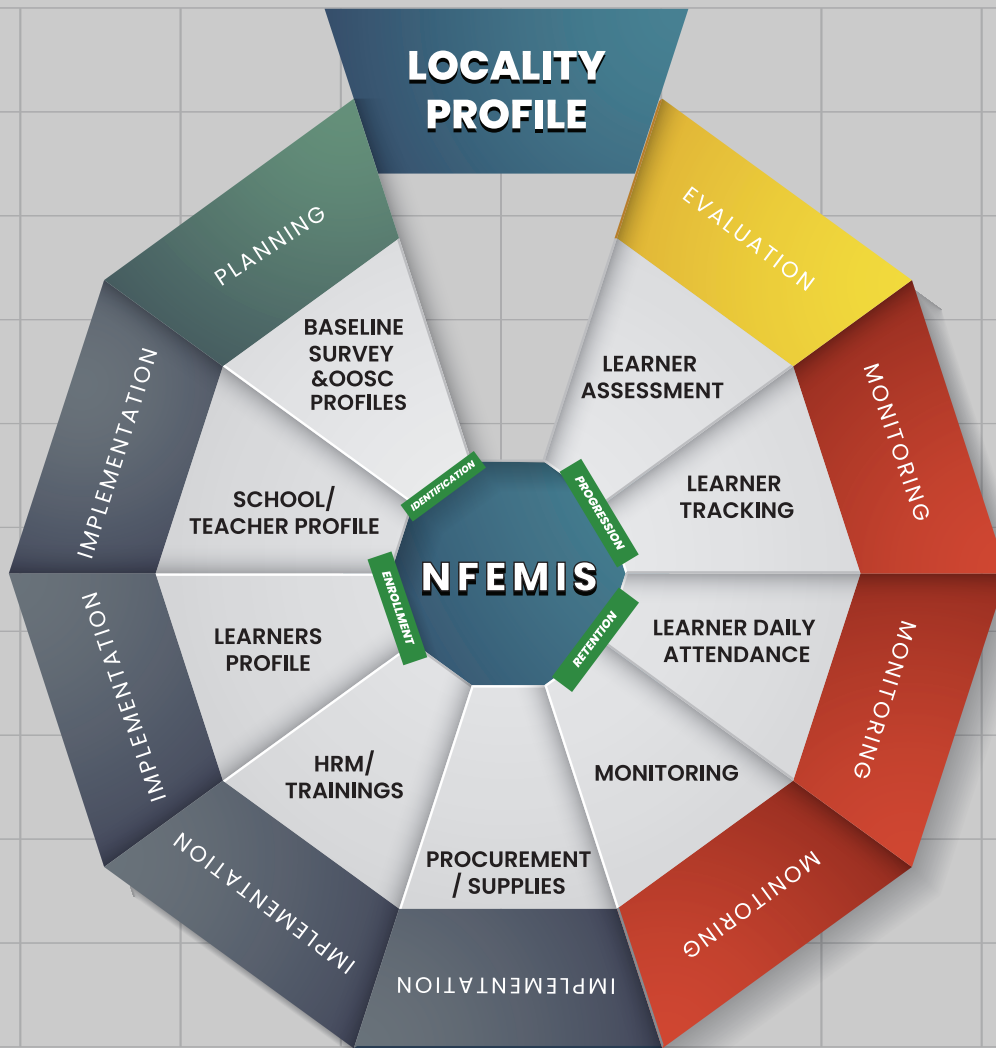 LOCALITY
PROFILE
PLANNING
BASELINE
SURVEY
&OOSC
PROFILES
IDENTIFICATION
IMPLEMENTATION
SCHOOL/
TEACHER PROFILE
ENROLLMENT
IMPLEMENTATION
LEARNERS
PROFILE
IMPLEMENTATION
HRM/
TRAININGS
IMPLEMENTATION
PROCUREMENT
/ SUPPLIES
MONITORING
MONITORING
RETENTION
MONITORING
LEARNER DAILY
ATTENDANCE
MONITORING
LEARNER
TRACKING
PROGRESSION
EVALUATION
LEARNER
ASSESSMENT
NFEMIS